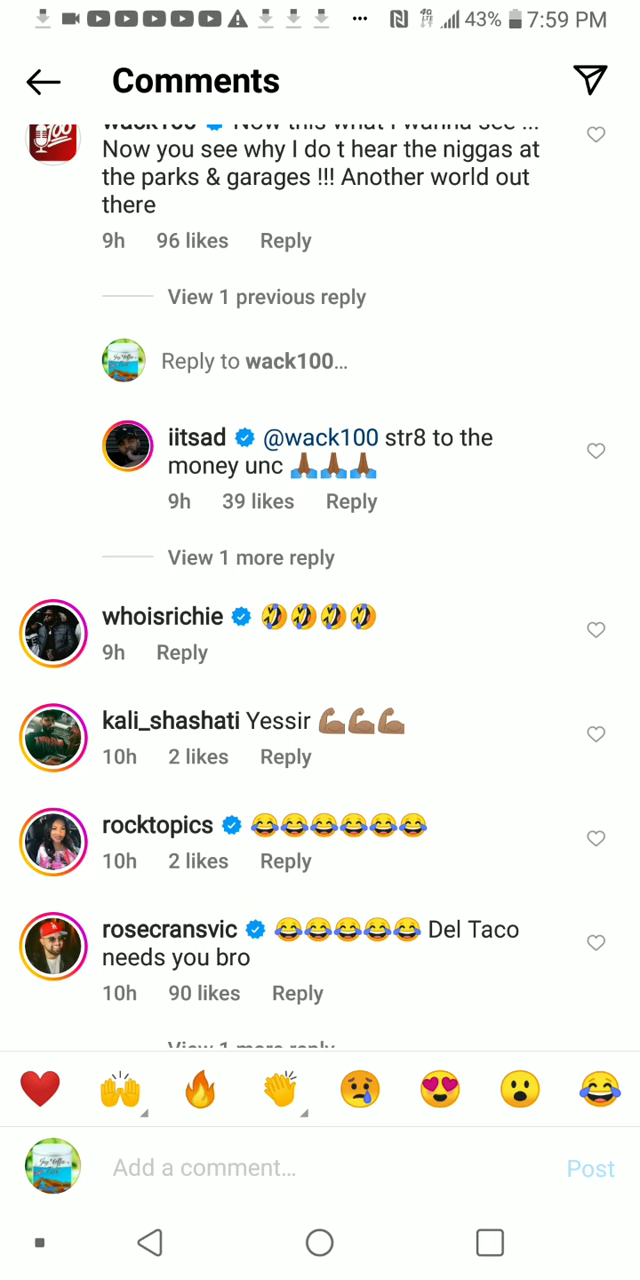 43% 7:59 PM
Comments
wack100 Now this what I wanna see ...
Now you see why I do t hear the niggas at
the parks & garages !!! Another world out
there
9h 96 likes Reply
View 1 previous reply
Reply to wack100...
iitsad @wack100 str8 to the
money unc 🙏🏾🙏🏾🙏🏾
9h 39 likes Reply
View 1 more reply
whoisrichie 🤣🤣🤣🤣
9h Reply
kali_shashati Yessir 💪🏽💪🏽💪🏽
10h 2 likes Reply
rocktopics 😂😂😂😂😂😂
10h 2 likes Reply
rosecransvic 😂😂😂😂😂 Del Taco
needs you bro
10h 90 likes Reply
View 1 more reply
Add a comment... Post